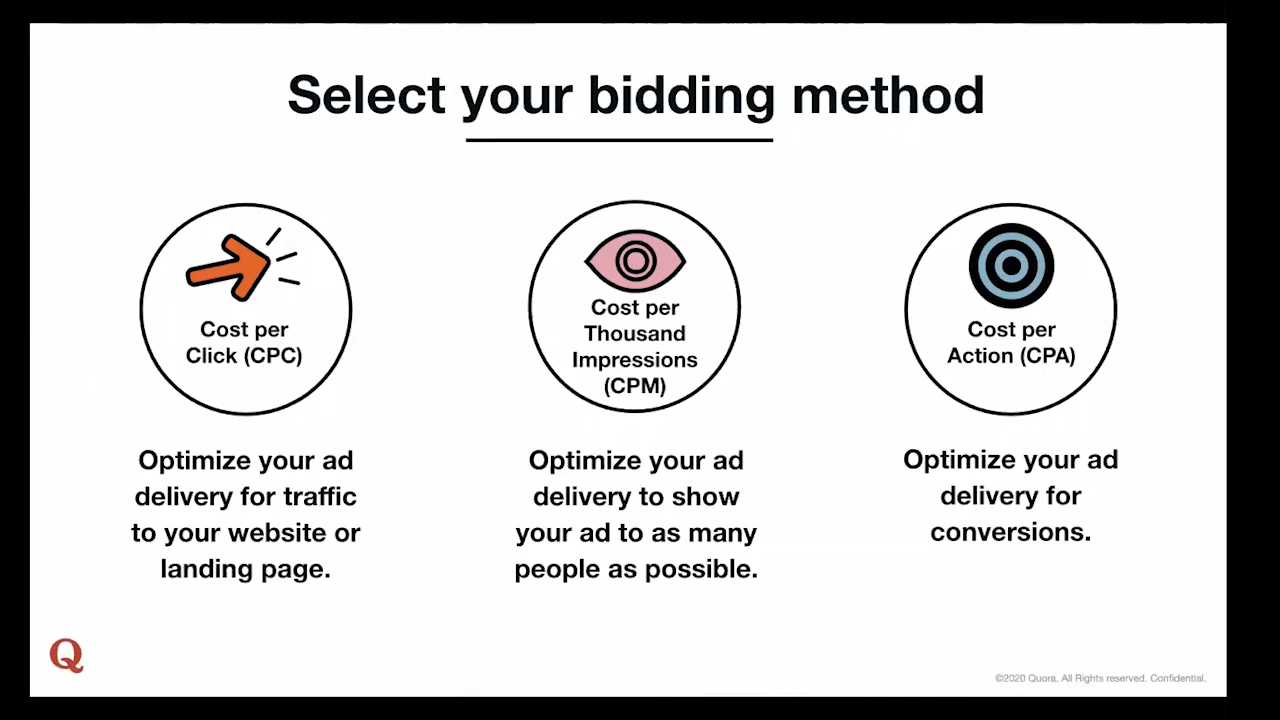 Select your bidding method
Cost per
Click (CPC)
Optimize your ad
delivery for traffic
to your website or
landing page.
Cost per
Thousand
Impressions
(CPM)
Optimize your ad
delivery to show
your ad to as many
people as possible.
Cost per
Action (CPA)
Optimize your ad
delivery for
conversions.
Q
©2020 Quora. All Rights reserved. Confidential.